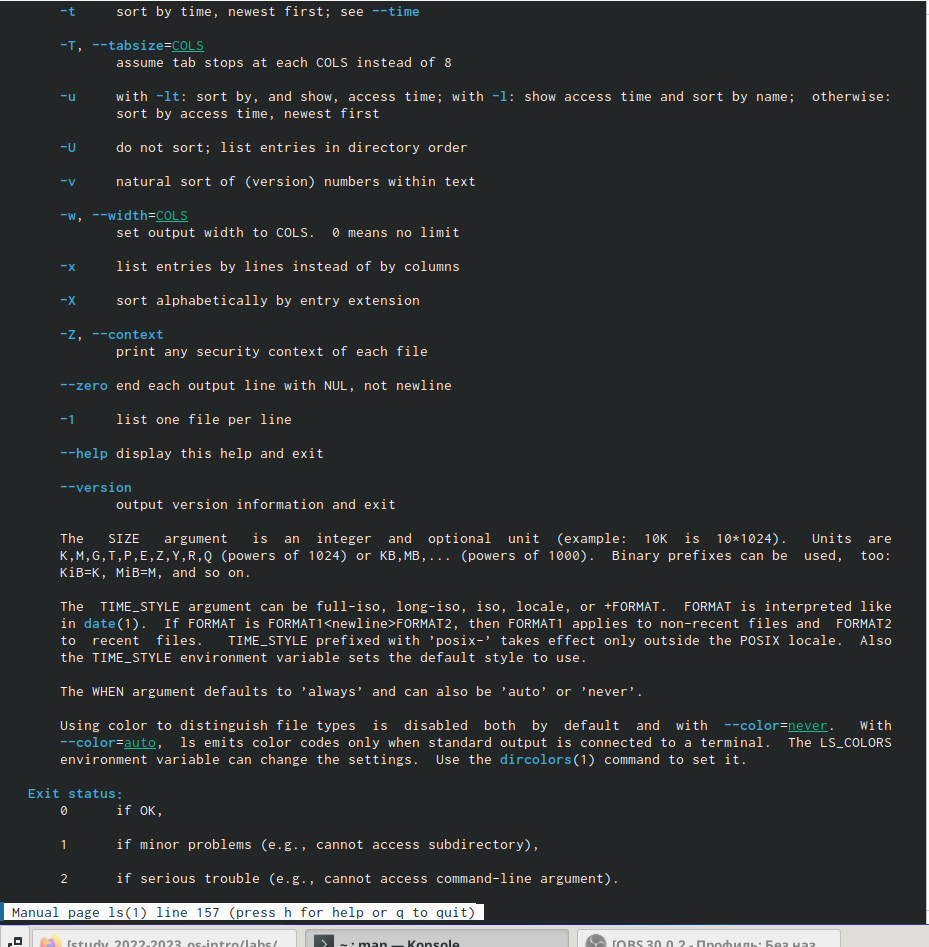 -t     sort by time, newest first; see --time
-T, --tabsize=COLS
assume tab stops at each COLS instead of 8
-u     with -lt: sort by, and show, access time; with -l: show access time and sort by name;  otherwise:
sort by access time, newest first
-U     do not sort; list entries in directory order
-v     natural sort of (version) numbers within text
-w, --width=COLS
set output width to COLS.  0 means no limit
-x     list entries by lines instead of by columns
-X     sort alphabetically by entry extension
-Z, --context
print any security context of each file
--zero end each output line with NUL, not newline
-1     list one file per line
--help display this help and exit
--version
output version information and exit
The   SIZE   argument   is  an  integer  and  optional  unit  (example:  10K  is  10*1024).   Units  are
K,M,G,T,P,E,Z,Y,R,Q (powers of 1024) or KB,MB,... (powers of 1000).  Binary prefixes can be  used,  too:
KiB=K, MiB=M, and so on.
The  TIME_STYLE argument can be full-iso, long-iso, iso, locale, or +FORMAT.  FORMAT is interpreted like
in date(1).  If FORMAT is FORMAT1<newline>FORMAT2, then FORMAT1 applies to non-recent files and  FORMAT2
to  recent  files.   TIME_STYLE prefixed with ’posix-’ takes effect only outside the POSIX locale.  Also
the TIME_STYLE environment variable sets the default style to use.
The WHEN argument defaults to ’always’ and can also be ’auto’ or ’never’.
Using color to distinguish file types  is  disabled  both  by  default  and  with  --color=never.   With
--color=auto,  ls emits color codes only when standard output is connected to a terminal.  The LS_COLORS
environment variable can change the settings.  Use the dircolors(1) command to set it.
Exit status:
0      if OK,
1      if minor problems (e.g., cannot access subdirectory),
2      if serious trouble (e.g., cannot access command-line argument).
Manual page ls(1) line 157 (press h for help or q to quit)
[study_2022-2023_os-intro/labs/ ~ : man — Konsole [OBS 30.0.2 - Профиль: Без наз